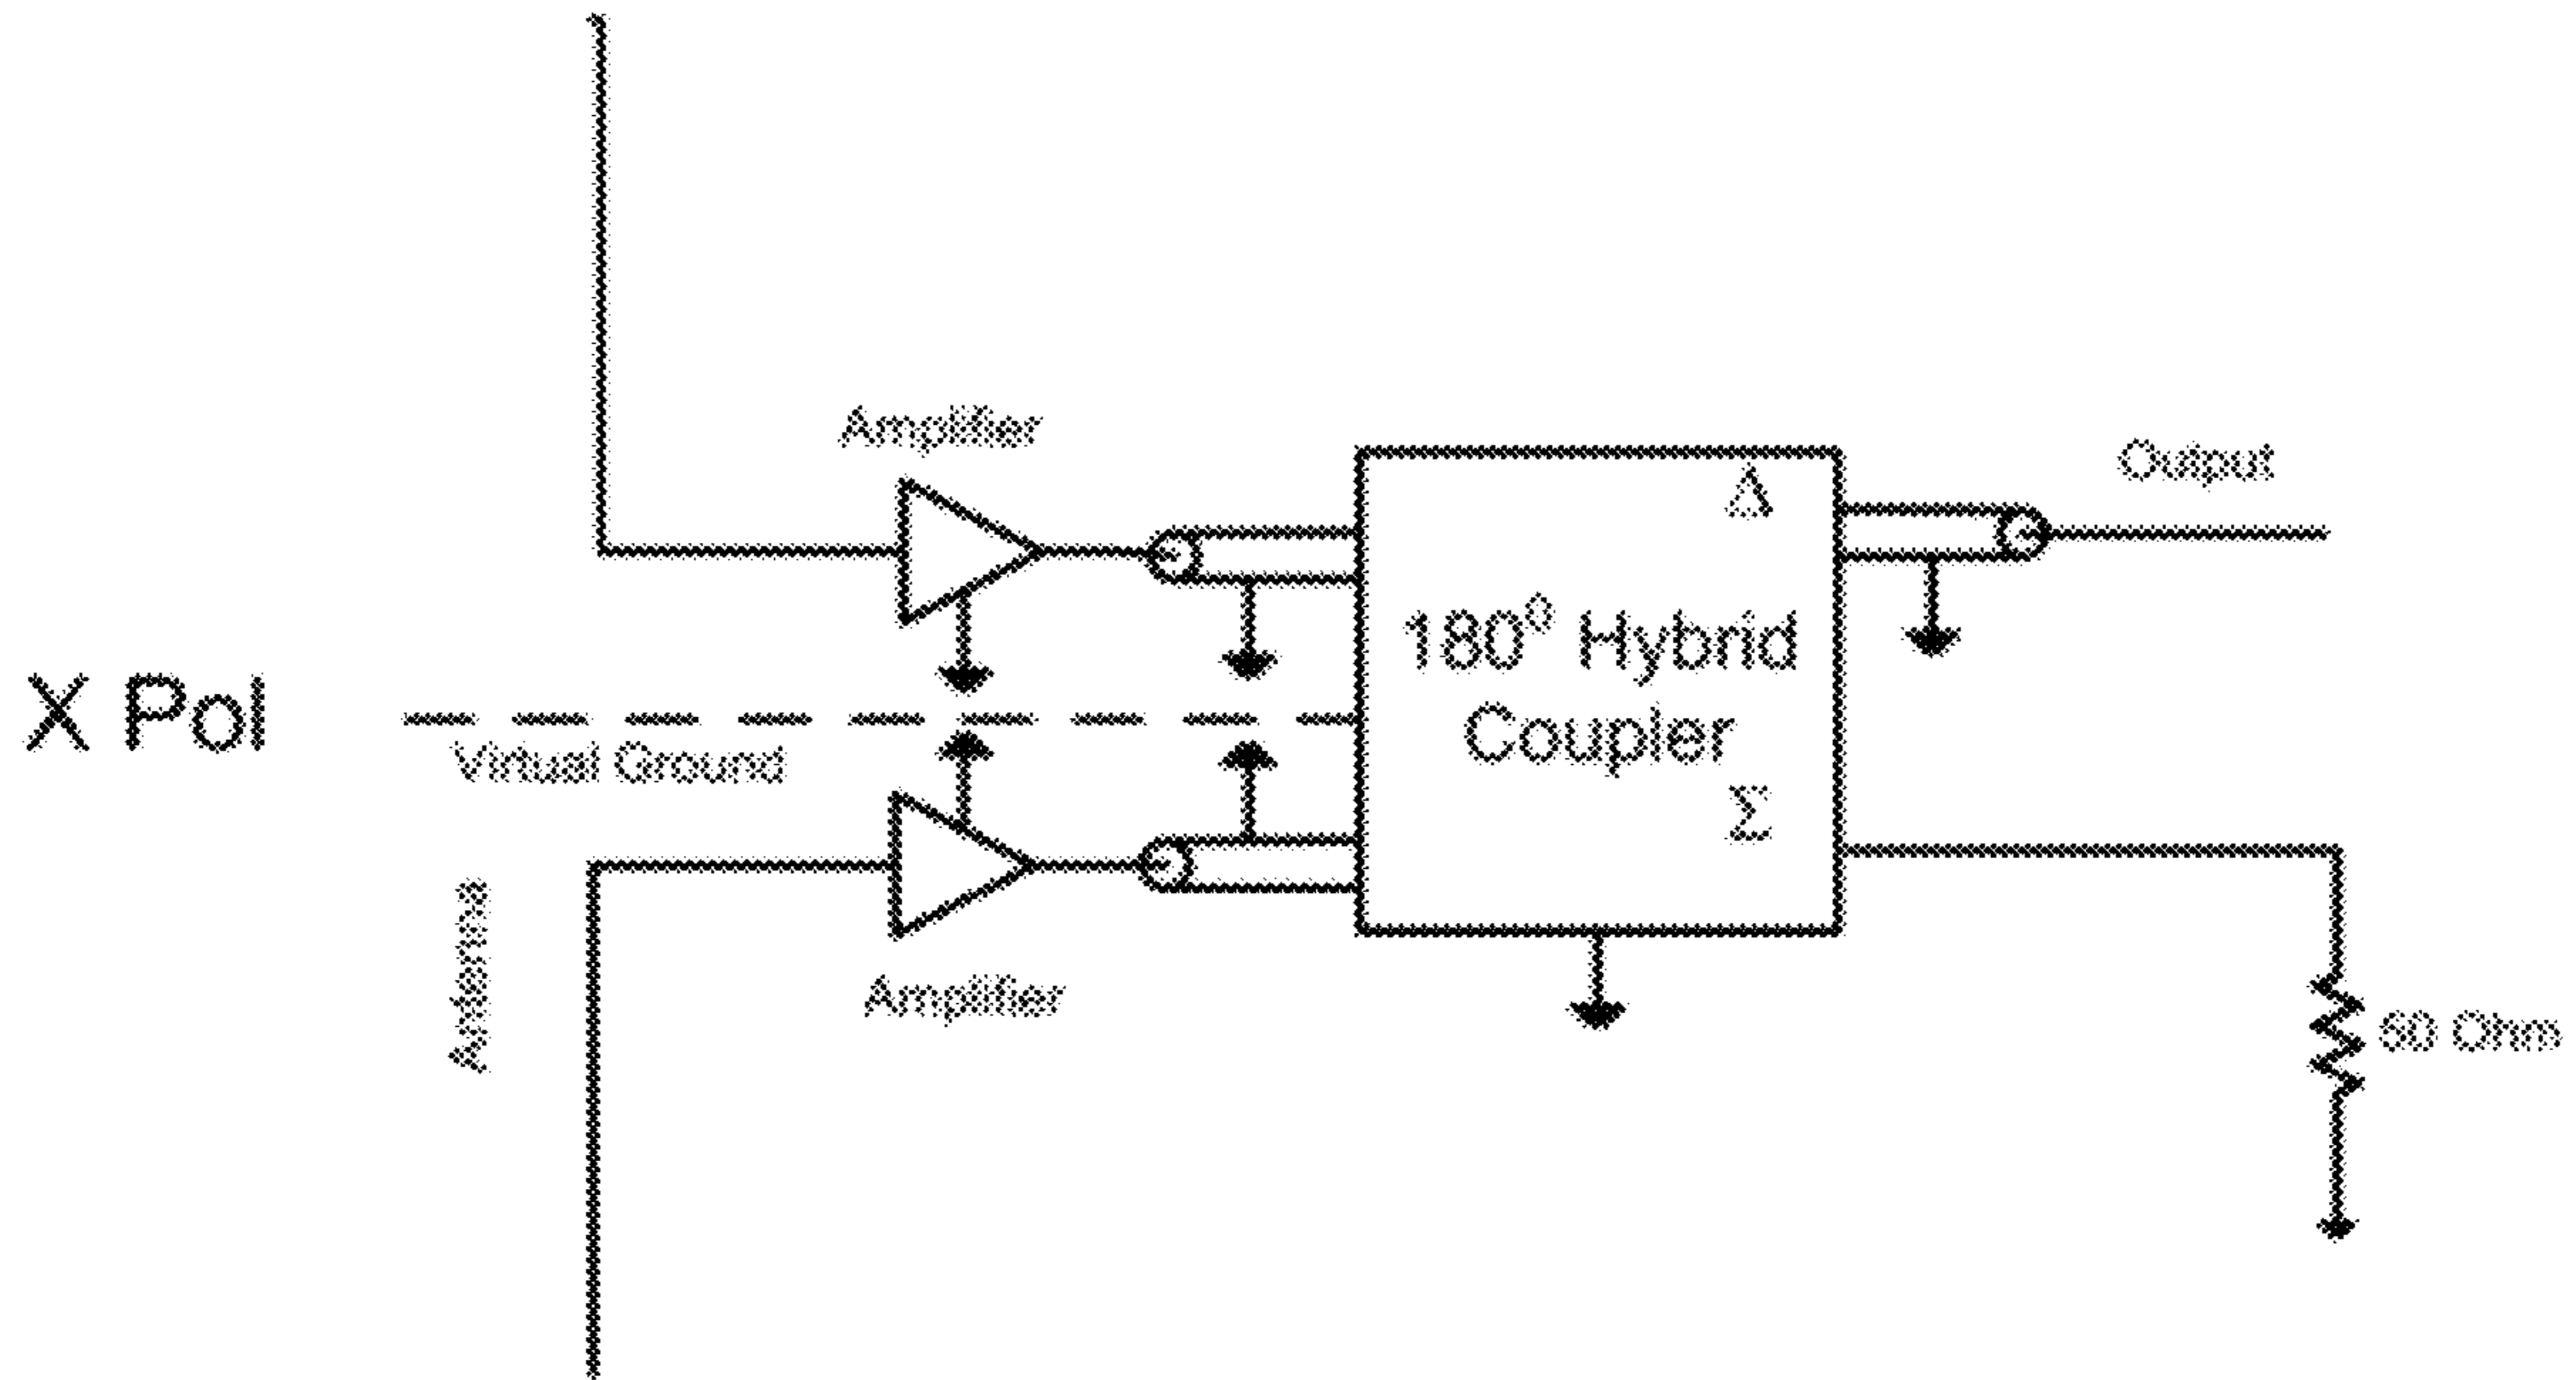 Amplifier
Output
Δ
180⁰ Hybrid
Coupler
Σ
X Pol
Virtual Ground
Antenna
Amplifier
50 Ohm